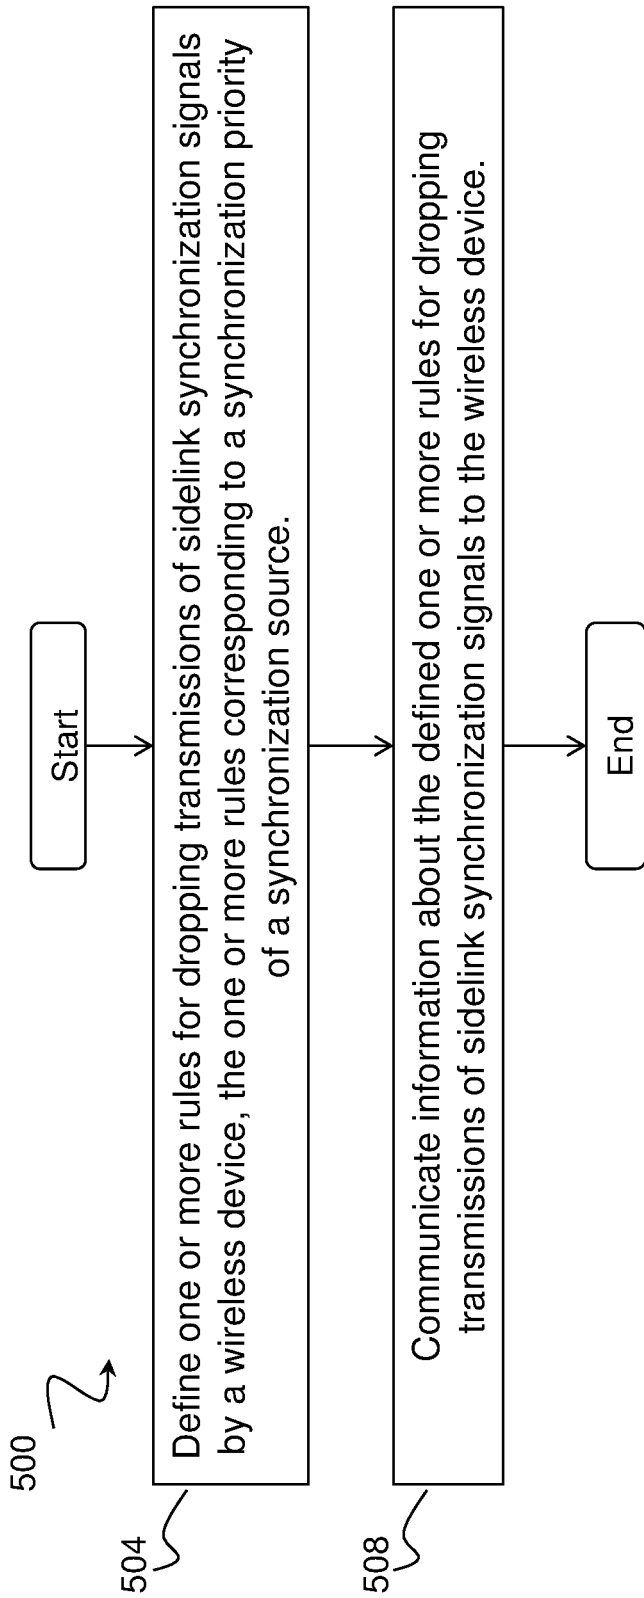 500
Start
504
Define one or more rules for dropping transmissions of sidelink synchronization signals
by a wireless device, the one or more rules corresponding to a synchronization priority
of a synchronization source.
508
Communicate information about the defined one or more rules for dropping
transmissions of sidelink synchronization signals to the wireless device.
End